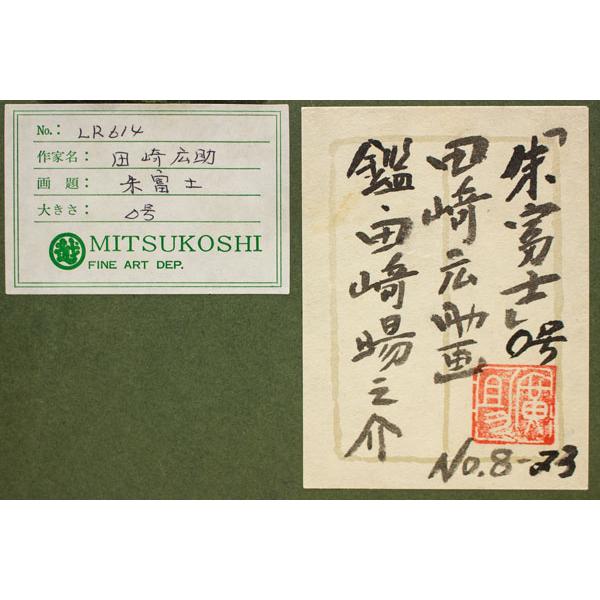 No.: LR614
作家名: 田崎広助
画題: 朱富士
大きさ: 0号
MITSUKOSHI
FINE ART DEP.
「朱富士」0号
田崎広助画
鑑 田崎暘之介
No.8-23